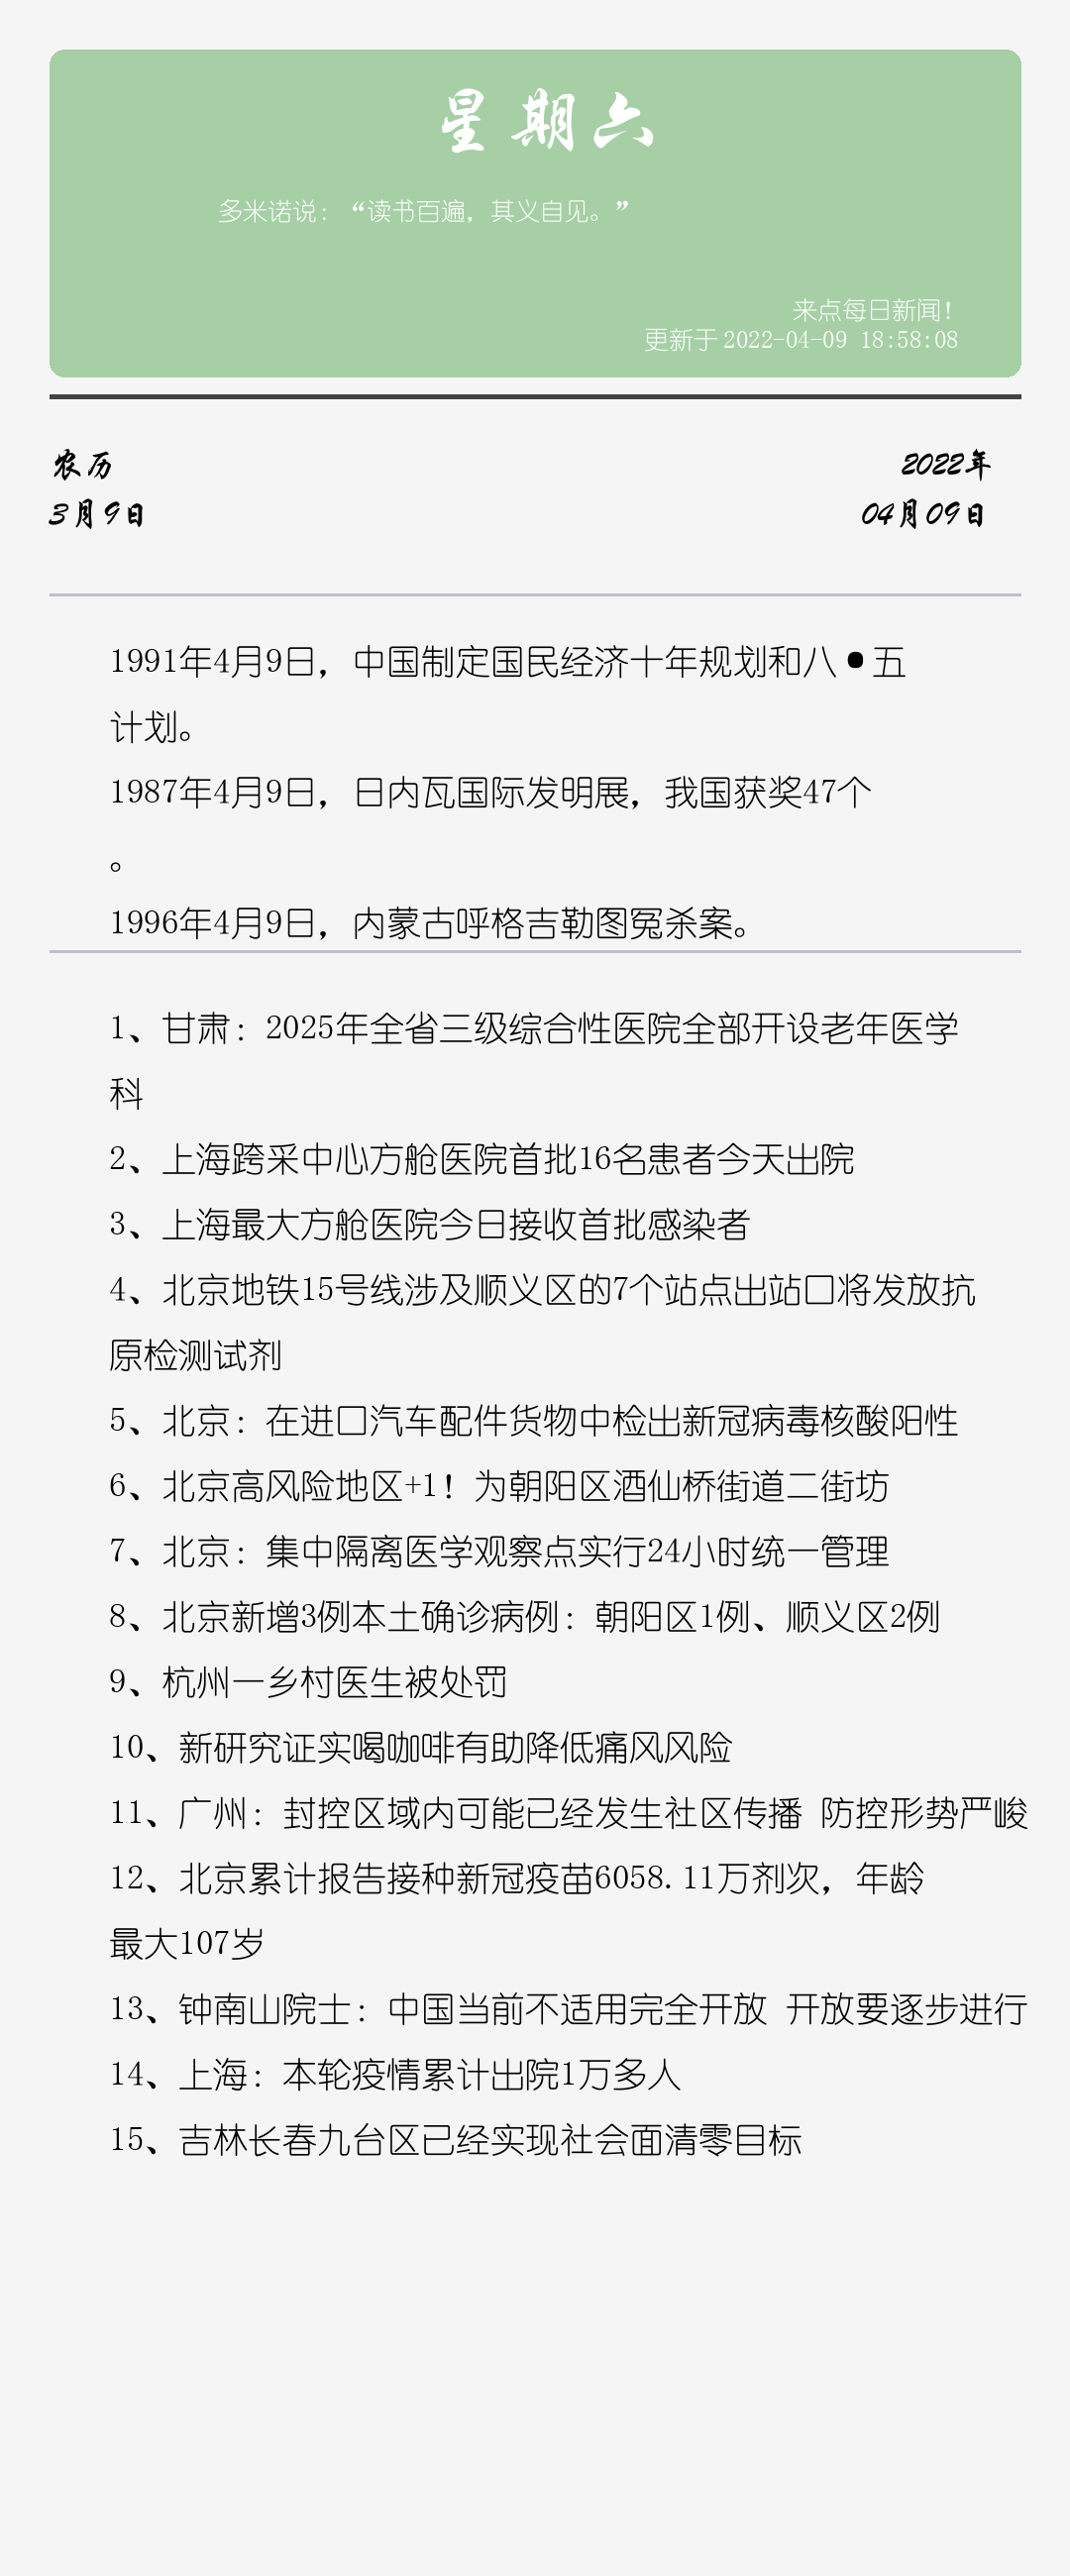 星期六
多米诺说：“读书百遍，其义自见。”
来点每日新闻！
更新于 2022-04-09 18:58:08
农历
2022年
3月9日
04月09日
1991年4月9日，中国制定国民经济十年规划和八•五
计划。
1987年4月9日，日内瓦国际发明展，我国获奖47个
。
1996年4月9日，内蒙古呼格吉勒图冤杀案。
1、甘肃：2025年全省三级综合性医院全部开设老年医学
科
2、上海跨采中心方舱医院首批16名患者今天出院
3、上海最大方舱医院今日接收首批感染者
4、北京地铁15号线涉及顺义区的7个站点出站口将发放抗
原检测试剂
5、北京：在进口汽车配件货物中检出新冠病毒核酸阳性
6、北京高风险地区+1！为朝阳区酒仙桥街道二街坊
7、北京：集中隔离医学观察点实行24小时统一管理
8、北京新增3例本土确诊病例：朝阳区1例、顺义区2例
9、杭州一乡村医生被处罚
10、新研究证实喝咖啡有助降低痛风风险
11、广州：封控区域内可能已经发生社区传播 防控形势严峻
12、北京累计报告接种新冠疫苗6058.11万剂次，年龄
最大107岁
13、钟南山院士：中国当前不适用完全开放 开放要逐步进行
14、上海：本轮疫情累计出院1万多人
15、吉林长春九台区已经实现社会面清零目标